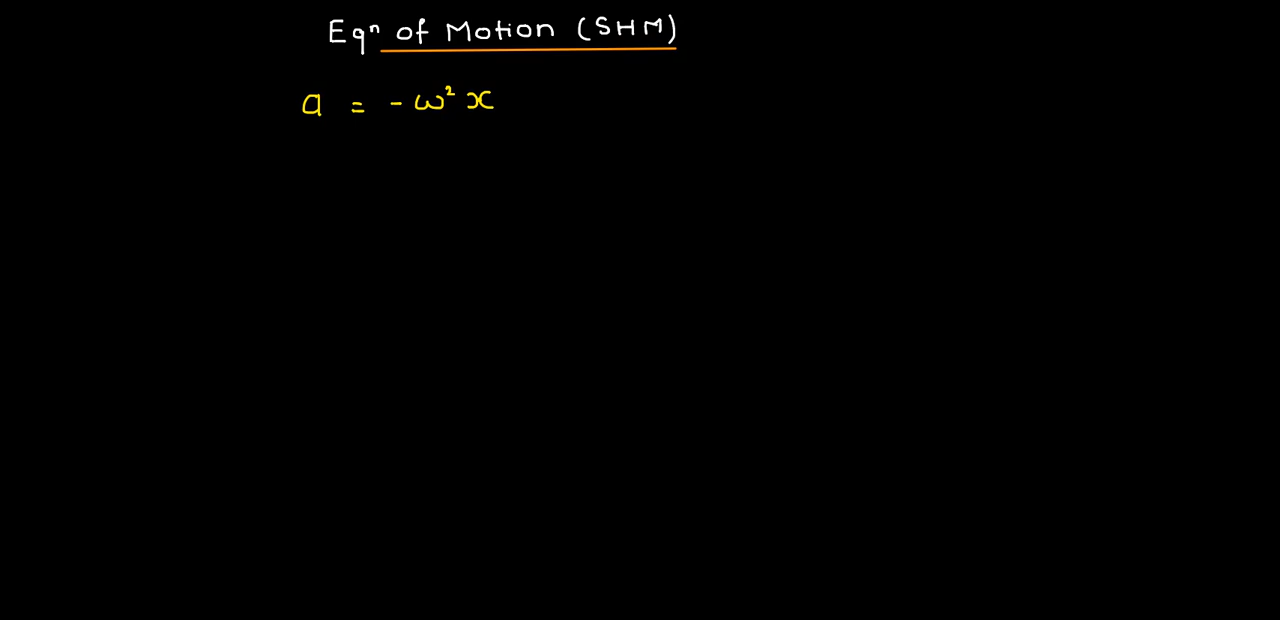 Eqⁿ of Motion (SHM)
a = - ω² x